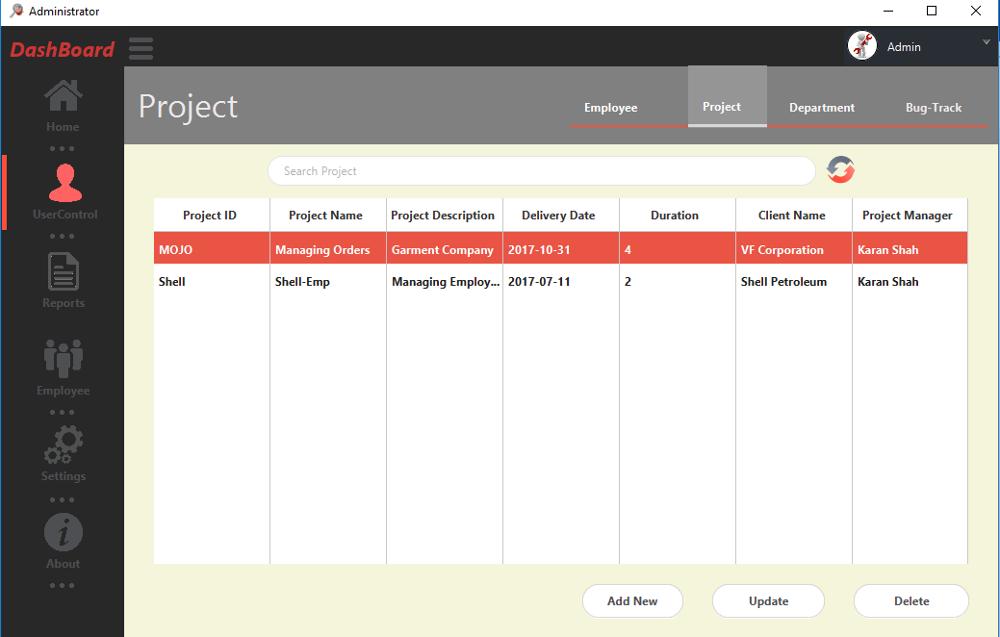 Administrator
DashBoard
Admin
Home
UserControl
Reports
Employee
Settings
About
Project
Employee Project Department Bug-Track
Search Project
Project ID Project Name Project Description Delivery Date Duration Client Name Project Manager
MOJO Managing Orders Garment Company 2017-10-31 4 VF Corporation Karan Shah
Shell Shell-Emp Managing Employ... 2017-07-11 2 Shell Petroleum Karan Shah
Add New Update Delete